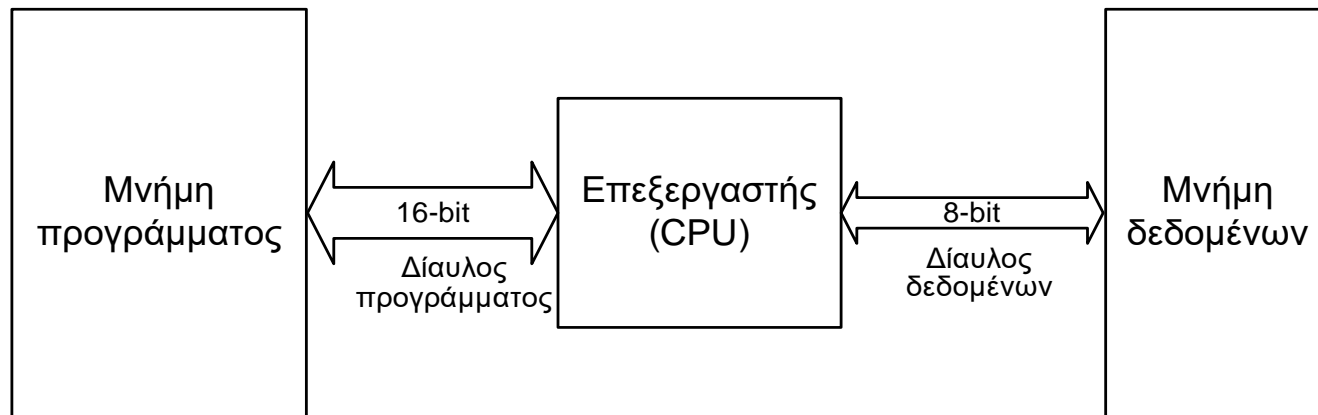 Μνήμη
προγράμματος
16-bit
Δίαυλος
προγράμματος
Επεξεργαστής
(CPU)
8-bit
Δίαυλος
δεδομένων
Μνήμη
δεδομένων